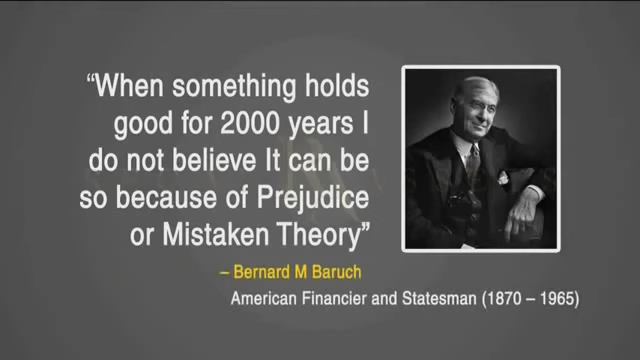 “When something holds
good for 2000 years I
do not believe It can be
so because of Prejudice
or Mistaken Theory”
– Bernard M Baruch
American Financier and Statesman (1870 – 1965)